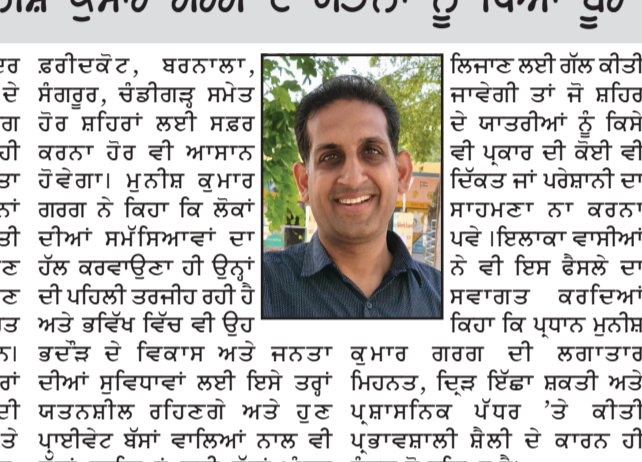 ਕੁਮਾਰ ਗਰਗ ਦੇ ਯਤਨਾਂ ਨੂੰ ਪਿਆ ਬੂਰ
ਫ਼ਰੀਦਕੋਟ, ਬਰਨਾਲਾ,
ਸੰਗਰੂਰ, ਚੰਡੀਗੜ੍ਹ ਸਮੇਤ
ਹੋਰ ਸ਼ਹਿਰਾਂ ਲਈ ਸਫ਼ਰ
ਕਰਨਾ ਹੋਰ ਵੀ ਆਸਾਨ
ਹੋਵੇਗਾ। ਮੁਨੀਸ਼ ਕੁਮਾਰ
ਗਰਗ ਨੇ ਕਿਹਾ ਕਿ ਲੋਕਾਂ
ਦੀਆਂ ਸਮੱਸਿਆਵਾਂ ਦਾ
ਹੱਲ ਕਰਵਾਉਣਾ ਹੀ ਉਨ੍ਹਾਂ
ਦੀ ਪਹਿਲੀ ਤਰਜੀਹ ਰਹੀ ਹੈ
ਅਤੇ ਭਵਿੱਖ ਵਿੱਚ ਵੀ ਉਹ
ਭਦੌੜ ਦੇ ਵਿਕਾਸ ਅਤੇ ਜਨਤਾ
ਦੀਆਂ ਸੁਵਿਧਾਵਾਂ ਲਈ ਇਸੇ ਤਰ੍ਹਾਂ
ਯਤਨਸ਼ੀਲ ਰਹਿਣਗੇ ਅਤੇ ਹੁਣ
ਪ੍ਰਾਈਵੇਟ ਬੱਸਾਂ ਵਾਲਿਆਂ ਨਾਲ ਵੀ
ਲਿਜਾਣ ਲਈ ਗੱਲ ਕੀਤੀ
ਜਾਵੇਗੀ ਤਾਂ ਜੋ ਸ਼ਹਿਰ
ਦੇ ਯਾਤਰੀਆਂ ਨੂੰ ਕਿਸੇ
ਵੀ ਪ੍ਰਕਾਰ ਦੀ ਕੋਈ ਵੀ
ਦਿੱਕਤ ਜਾਂ ਪਰੇਸ਼ਾਨੀ ਦਾ
ਸਾਹਮਣਾ ਨਾ ਕਰਨਾ
ਪਵੇ ।ਇਲਾਕਾ ਵਾਸੀਆਂ
ਨੇ ਵੀ ਇਸ ਫੈਸਲੇ ਦਾ
ਸਵਾਗਤ ਕਰਦਿਆਂ
ਕਿਹਾ ਕਿ ਪ੍ਰਧਾਨ ਮੁਨੀਸ਼
ਕੁਮਾਰ ਗਰਗ ਦੀ ਲਗਾਤਾਰ
ਮਿਹਨਤ, ਦ੍ਰਿੜ ਇੱਛਾ ਸ਼ਕਤੀ ਅਤੇ
ਪ੍ਰਸ਼ਾਸਨਿਕ ਪੱਧਰ 'ਤੇ ਕੀਤੀ
ਪ੍ਰਭਾਵਸ਼ਾਲੀ ਸ਼ੈਲੀ ਦੇ ਕਾਰਨ ਹੀ